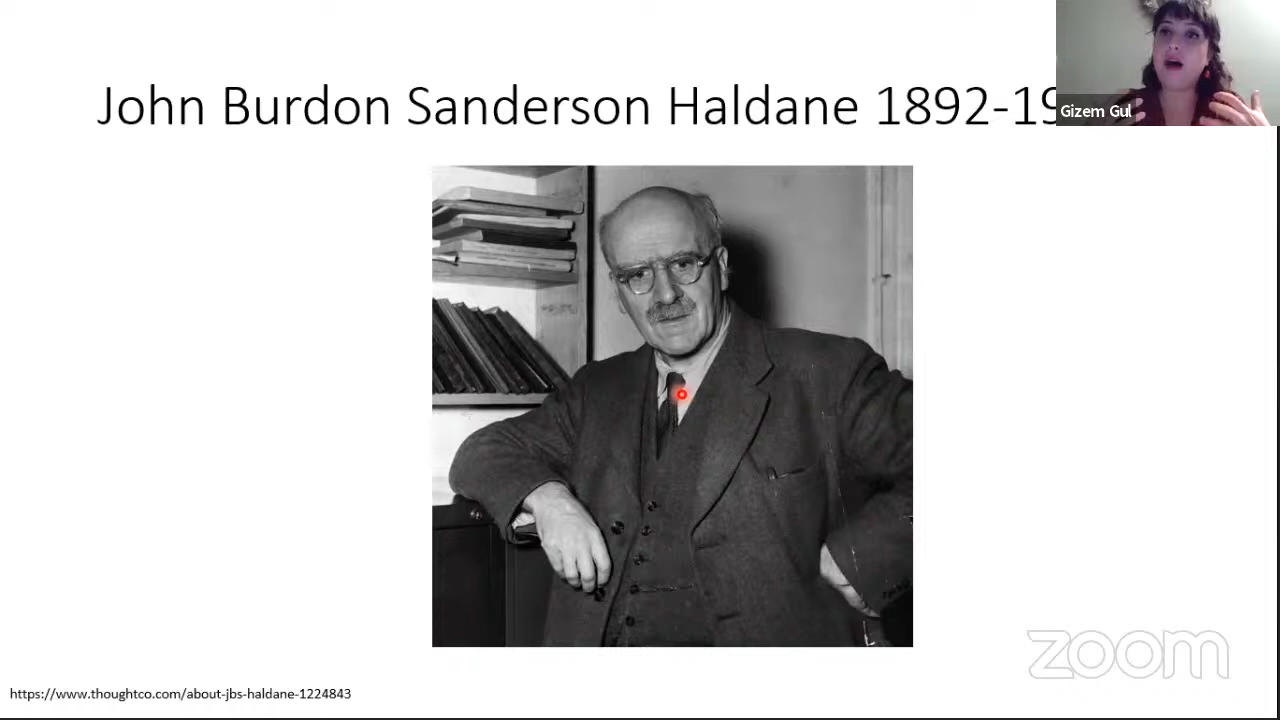 John Burdon Sanderson Haldane 1892-19
Gizem Gul
zoom
https://www.thoughtco.com/about-jbs-haldane-1224843